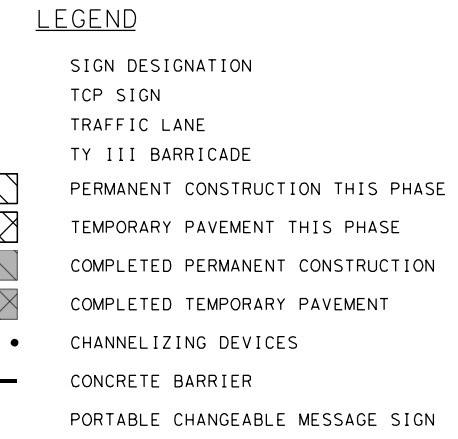 LEGEND
SIGN DESIGNATION
TCP SIGN
TRAFFIC LANE
TY III BARRICADE
PERMANENT CONSTRUCTION THIS PHASE
TEMPORARY PAVEMENT THIS PHASE
COMPLETED PERMANENT CONSTRUCTION
COMPLETED TEMPORARY PAVEMENT
CHANNELIZING DEVICES
CONCRETE BARRIER
PORTABLE CHANGEABLE MESSAGE SIGN